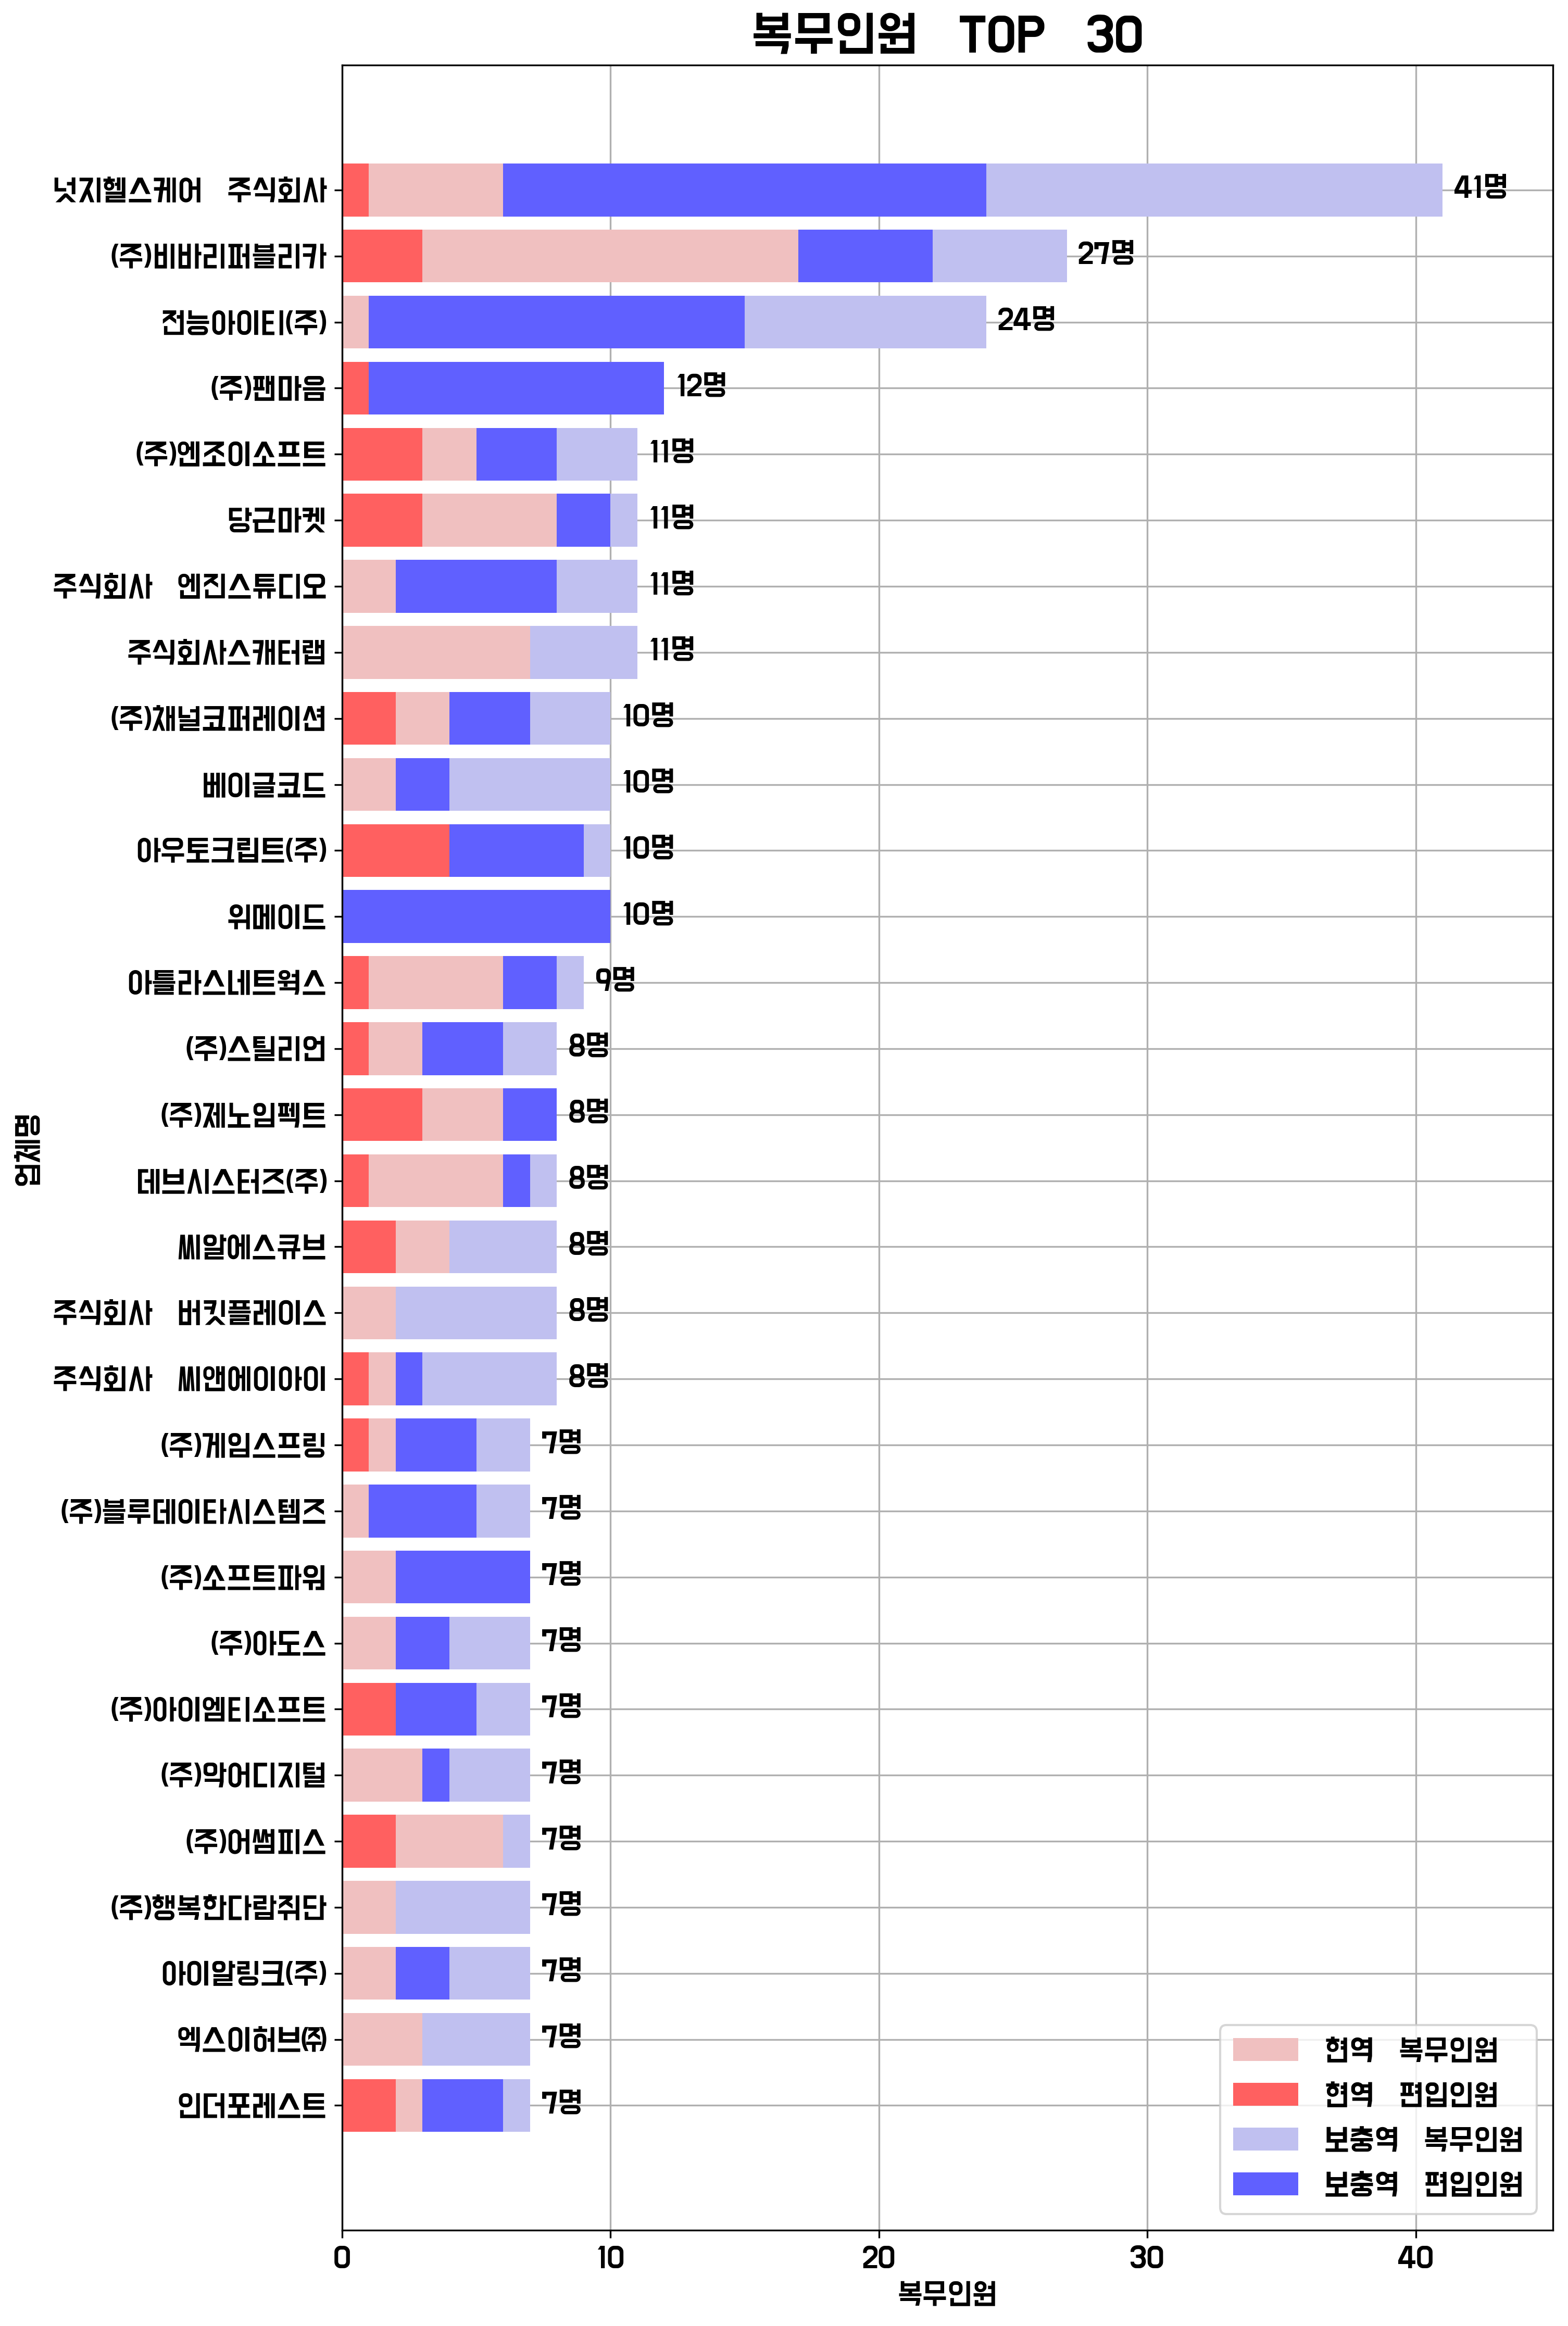 복무인원 TOP 30
넛지헬스케어 주식회사 41명
(주)비바리퍼블리카 27명
전능아이티(주) 24명
(주)팬마음 12명
(주)엔조이소프트 11명
당근마켓 11명
주식회사 엔진스튜디오 11명
주식회사스캐터랩 11명
(주)채널코퍼레이션 10명
베이글코드 10명
아우토크립트(주) 10명
위메이드 10명
아틀라스네트웍스 9명
(주)스틸리언 8명
(주)제노임펙트 8명
데브시스터즈(주) 8명
씨알에스큐브 8명
주식회사 버킷플레이스 8명
주식회사 씨앤에이아이 8명
(주)게임스프링 7명
(주)블루데이타시스템즈 7명
(주)소프트파워 7명
(주)아도스 7명
(주)아이엠티소프트 7명
(주)악어디지털 7명
(주)어썸피스 7명
(주)행복한다람쥐단 7명
아이알링크(주) 7명
엑스이허브㈜ 7명
인더포레스트 7명
업체명
현역 복무인원
현역 편입인원
보충역 복무인원
보충역 편입인원
0 10 20 30 40
복무인원